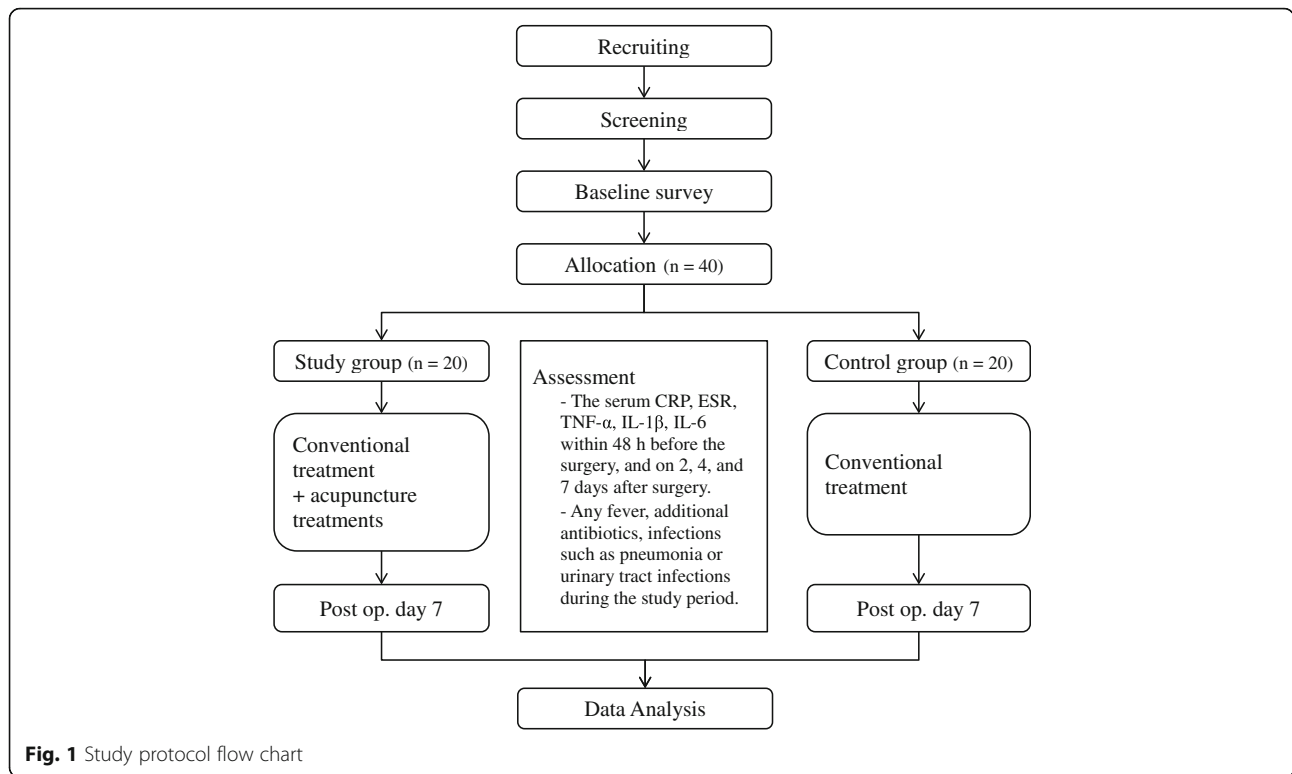 Recruiting
Screening
Baseline survey
Allocation (n = 40)
Study group (n = 20)
Conventional
treatment
+ acupuncture
treatments
Post op. day 7
Assessment
- The serum CRP, ESR,
TNF-α, IL-1β, IL-6
within 48 h before the
surgery, and on 2, 4, and
7 days after surgery.
- Any fever, additional
antibiotics, infections
such as pneumonia or
urinary tract infections
during the study period.
Control group (n = 20)
Conventional
treatment
Post op. day 7
Data Analysis
Fig. 1 Study protocol flow chart